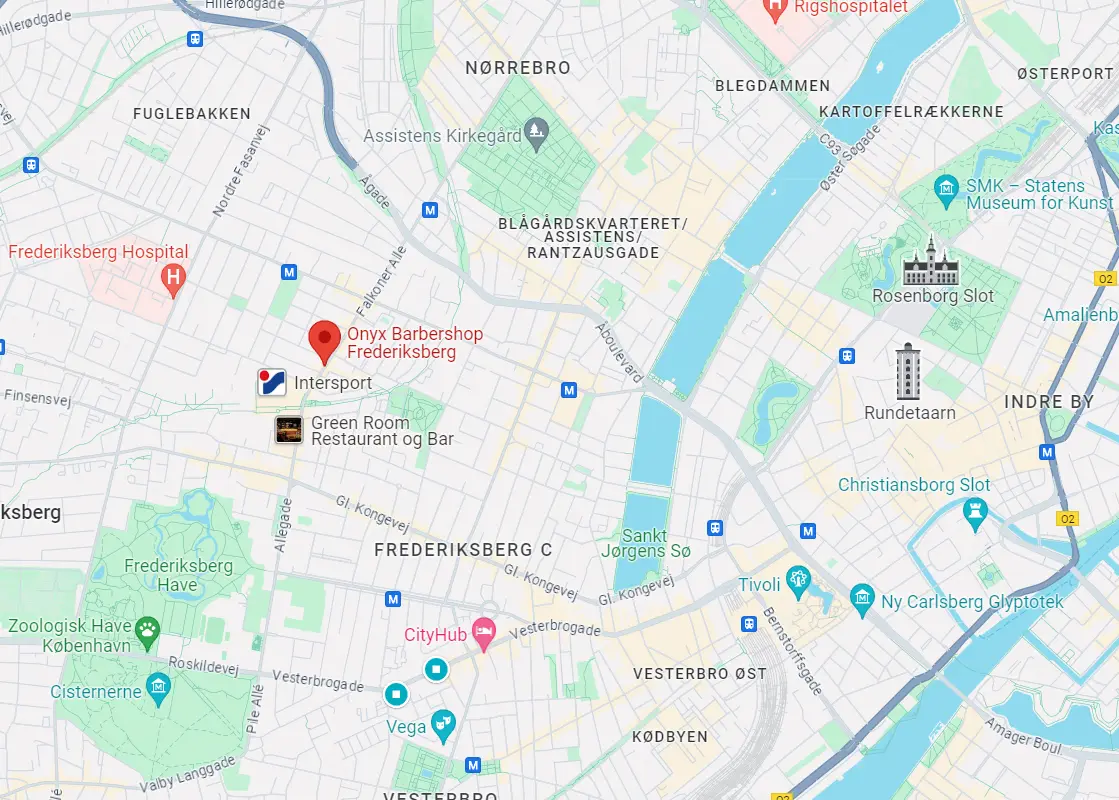 Hillerødgade
Hillerødgade
Rigshospitalet
NØRREBRO
ØSTERPORT
BLEGDAMMEN
FUGLEBAKKEN
KARTOFFELRÆKKERNE
Assistens Kirkegård
C93
Øster Søgade
Nordre Fasanvej
Ågade
SMK – Statens
Museum for Kunst
BLÅGÅRDSKVARTERET/
ASSISTENS/
RANTZAUSGADE
Frederiksberg Hospital
Falkoner Alle
02
Rosenborg Slot
Amalienb
Onyx Barbershop
Frederiksberg
Åboulevard
Intersport
Finsensvej
INDRE BY
Rundetaarn
Green Room
Restaurant og Bar
Christiansborg Slot
Gl. Kongevej
ksberg
Allegade
02
Sankt
Jørgens Sø
FREDERIKSBERG C
Frederiksberg
Have
Gl. Kongevej
Gl. Kongevej
Tivoli
Ny Carlsberg Glyptotek
Zoologisk Have
København
CityHub
Vesterbrogade
Bernstorffsgade
Roskildevej
Vesterbrogade
VESTERBRO ØST
Cisternerne
Pile Allé
Vega
KØDBYEN
Amager Boul
Valby Langgade
VESTERBRO
02